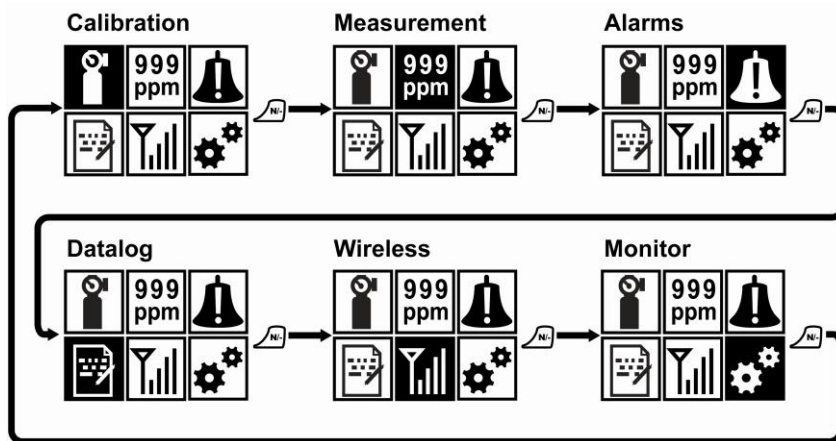 Calibration
Measurement
Alarms
999
ppm
N/-
999
ppm
N/-
999
ppm
N/-
Datalog
Wireless
Monitor
999
ppm
N/-
999
ppm
N/-
999
ppm
N/-